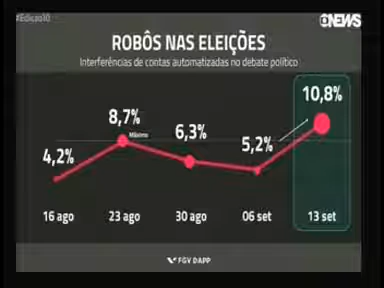 #Edicao10
GNEWS
ROBÔS NAS ELEIÇÕES
Interferências de contas automatizadas no debate político
10,8%
8,7%
Máximo
6,3%
5,2%
4,2%
16 ago 23 ago 30 ago 06 set 13 set
FGV DAPP